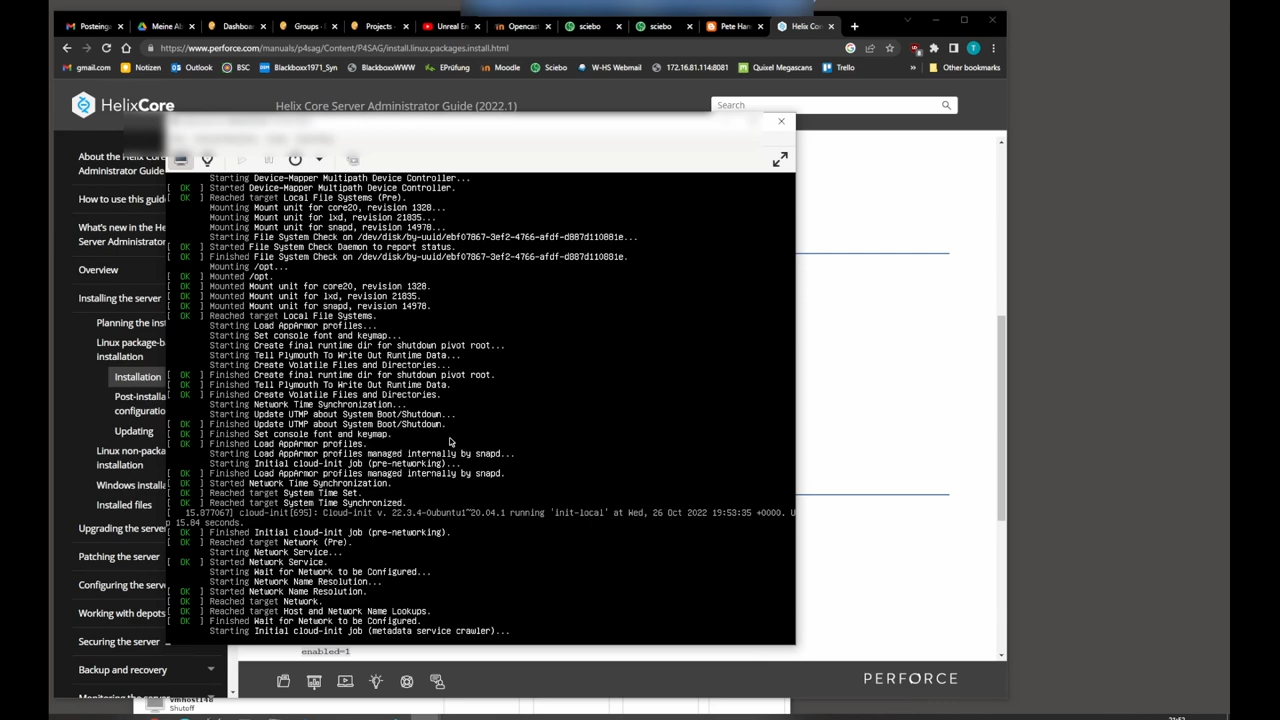 Posteing
Meine Ab
Dashboar
Groups -
Projects -
Unreal En
Opencast
sciebo
sciebo
Pete Han
Helix Cor
https://www.perforce.com/manuals/p4sag/Content/P4SAG/install.linux.packages.install.html
gmail.com
Notizen
Outlook
BSC
Blackboxx1971_Syn
BlackboxxWWW
EPrüfung
Moodle
Sciebo
W-HS Webmail
172.16.81.114:8081
Quixel Megascans
Trello
»
Other bookmarks
HelixCore
Helix Core Server Administrator Guide (2022.1)
Search
About the He
Administrator
How to use this guide
What's new in the He
Server Administrator
Overview
Installing the server
Planning the inst
Linux package-ba
installation
Installation
Post-installa
configuratio
Updating
Linux non-packa
installation
Windows installa
Installed files
Upgrading the server
Patching the server
Configuring the serve
Working with depots
Securing the server
Backup and recovery
Monitoring the server
Starting Device-Mapper Multipath Device Controller...
[ OK ] Started Device-Mapper Multipath Device Controller.
[ OK ] Reached target Local File Systems (Pre).
Mounting Mount unit for core20, revision 1328...
Mounting Mount unit for lxd, revision 21835...
Mounting Mount unit for snapd, revision 14978...
Starting File System Check on /dev/disk/by-uuid/ebf07867-3ef2-4766-afdf-d887d110881e...
[ OK ] Started File System Check Daemon to report status.
[ OK ] Finished File System Check on /dev/disk/by-uuid/ebf07867-3ef2-4766-afdf-d887d110881e.
Mounting /opt...
[ OK ] Mounted /opt.
[ OK ] Mounted Mount unit for core20, revision 1328.
[ OK ] Mounted Mount unit for lxd, revision 21835.
[ OK ] Mounted Mount unit for snapd, revision 14978.
[ OK ] Reached target Local File Systems.
Starting Load AppArmor profiles...
Starting Set console font and keymap...
Starting Create final runtime dir for shutdown pivot root...
Starting Tell Plymouth To Write Out Runtime Data...
Starting Create Volatile Files and Directories...
[ OK ] Finished Create final runtime dir for shutdown pivot root.
[ OK ] Finished Tell Plymouth To Write Out Runtime Data.
[ OK ] Finished Create Volatile Files and Directories.
Starting Network Time Synchronization...
Starting Update UTMP about System Boot/Shutdown...
[ OK ] Finished Update UTMP about System Boot/Shutdown.
[ OK ] Finished Set console font and keymap.
[ OK ] Finished Load AppArmor profiles.
Starting Load AppArmor profiles managed internally by snapd...
Starting Initial cloud-init job (pre-networking)...
[ OK ] Finished Load AppArmor profiles managed internally by snapd.
[ OK ] Started Network Time Synchronization.
[ OK ] Reached target System Time Set.
[ OK ] Reached target System Time Synchronized.
[ 15.877067] cloud-init[695]: Cloud-init v. 22.3.4-0ubuntu1~20.04.1 running 'init-local' at Wed, 26 Oct 2022 19:53:35 +0000. U
p 15.84 seconds.
[ OK ] Finished Initial cloud-init job (pre-networking).
[ OK ] Reached target Network (Pre).
Starting Network Service...
[ OK ] Started Network Service.
Starting Wait for Network to be Configured...
Starting Network Name Resolution...
[ OK ] Started Network Name Resolution.
[ OK ] Reached target Network.
[ OK ] Reached target Host and Network Name Lookups.
[ OK ] Finished Wait for Network to be Configured.
Starting Initial cloud-init job (metadata service crawler)...
enabled=1
PERFORCE
vmhost148
Shutoff